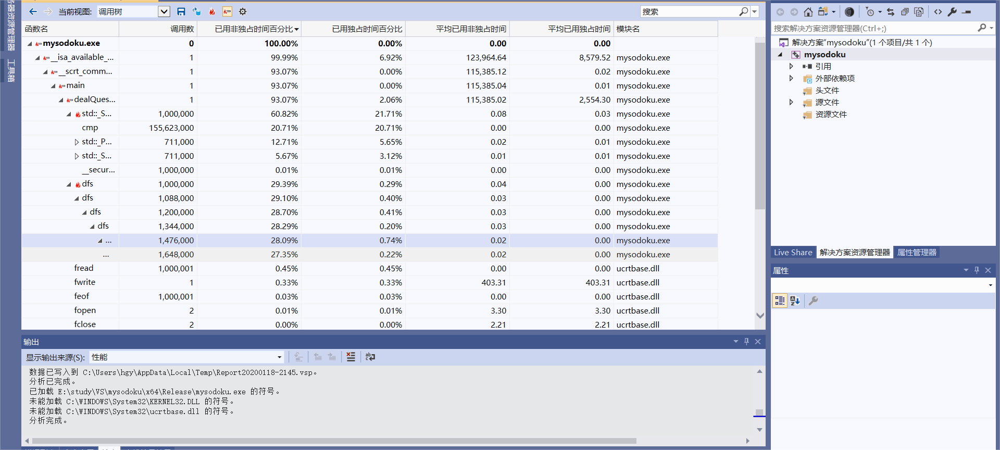 器资源管理器
工具箱
当前视图: 调用树
搜索
函数名 调用数 已用非独占时间百分比 已用独占时间百分比 平均已用非独占时间 平均已用独占时间 模块名
mysodoku.exe 0 100.00% 0.00% 0.00 0.00
__isa_available_... 1 99.99% 6.92% 123,964.64 8,579.52 mysodoku.exe
__scrt_comm... 1 93.07% 0.00% 115,385.12 0.02 mysodoku.exe
main 1 93.07% 0.00% 115,385.04 0.01 mysodoku.exe
dealQues... 1 93.07% 2.06% 115,385.02 2,554.30 mysodoku.exe
std::_S... 1,000,000 60.82% 21.71% 0.08 0.03 mysodoku.exe
cmp 155,623,000 20.71% 20.71% 0.00 0.00 mysodoku.exe
std::_P... 711,000 12.71% 5.65% 0.02 0.01 mysodoku.exe
std::_S... 711,000 5.67% 3.12% 0.01 0.01 mysodoku.exe
__secur... 1,000,000 0.01% 0.01% 0.00 0.00 mysodoku.exe
dfs 1,000,000 29.39% 0.29% 0.04 0.00 mysodoku.exe
dfs 1,088,000 29.10% 0.40% 0.03 0.00 mysodoku.exe
dfs 1,200,000 28.70% 0.41% 0.03 0.00 mysodoku.exe
dfs 1,344,000 28.29% 0.20% 0.03 0.00 mysodoku.exe
... 1,476,000 28.09% 0.74% 0.02 0.00 mysodoku.exe
... 1,648,000 27.35% 0.22% 0.02 0.00 mysodoku.exe
fread 1,000,001 0.45% 0.45% 0.00 0.00 ucrtbase.dll
fwrite 1 0.33% 0.33% 403.31 403.31 ucrtbase.dll
feof 1,000,001 0.03% 0.03% 0.00 0.00 ucrtbase.dll
fopen 2 0.01% 0.01% 3.30 3.30 ucrtbase.dll
fclose 2 0.00% 0.00% 2.21 2.21 ucrtbase.dll
输出
显示输出来源(S): 性能
数据已写入到 C:\Users\hgy\AppData\Local\Temp\Report20200118-2145.vsp。
分析已完成。
已加载 E:\study\VS\mysodoku\x64\Release\mysodoku.exe 的符号。
未能加载 C:\WINDOWS\System32\KERNEL32.DLL 的符号。
未能加载 C:\WINDOWS\System32\ucrtbase.dll 的符号。
分析完成。
搜索解决方案资源管理器(Ctrl+;)
解决方案“mysodoku”(1 个项目/共 1 个)
mysodoku
引用
外部依赖项
头文件
源文件
资源文件
Live Share 解决方案资源管理器 属性管理器
属性